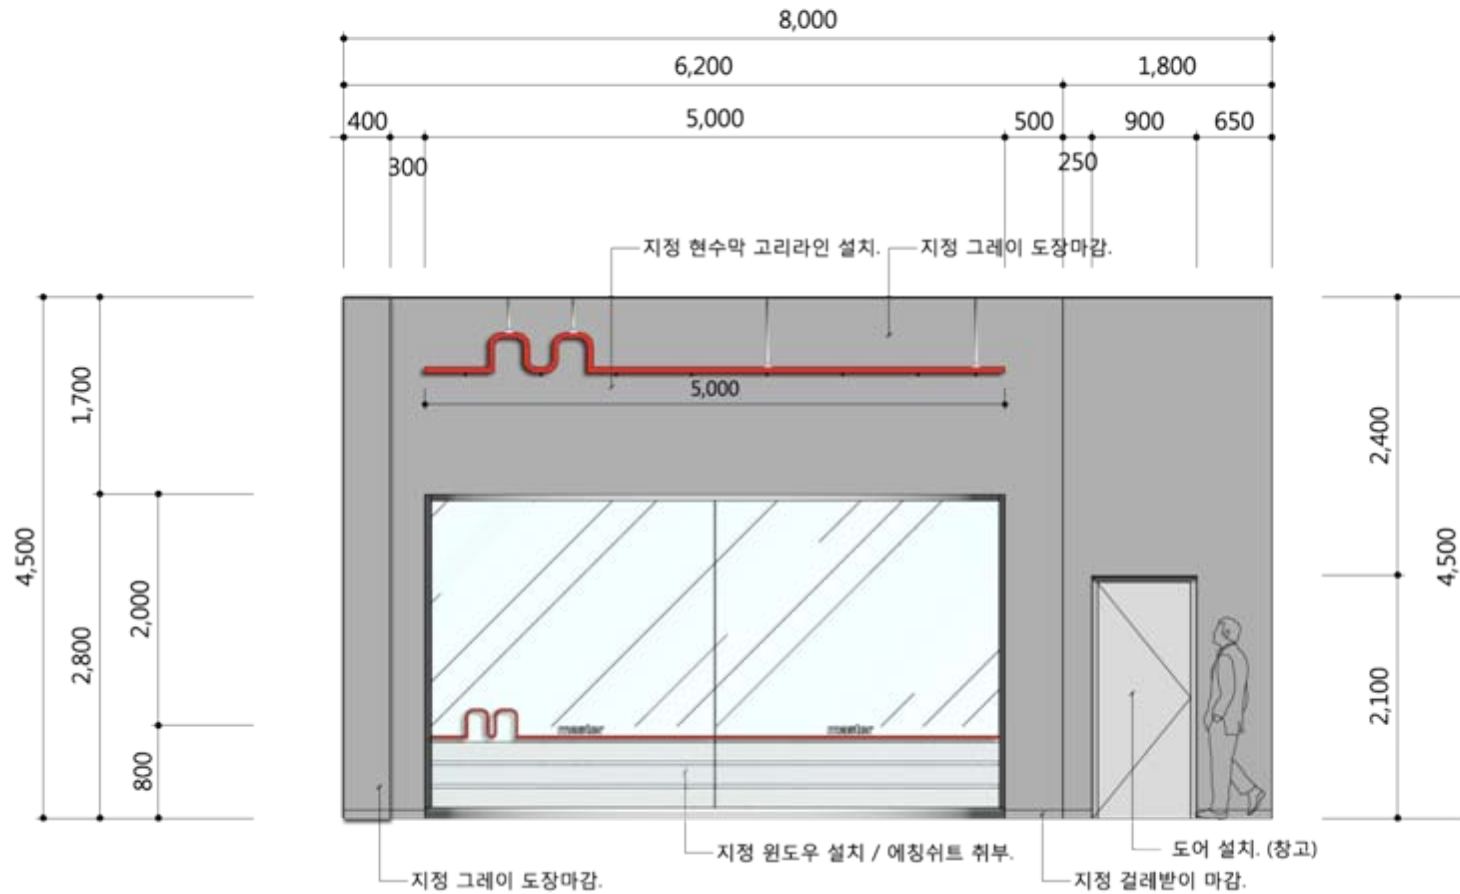 8,000
6,200 1,800
400 5,000 500 900 650
300 250
지정 현수막 고리라인 설치. 지정 그레이 도장마감.
5,000
1,700
4,500
2,800
2,000
800
2,400
4,500
2,100
master master
지정 윈도우 설치 / 에칭쉬트 취부. 도어 설치. (창고)
지정 그레이 도장마감. 지정 걸레받이 마감.